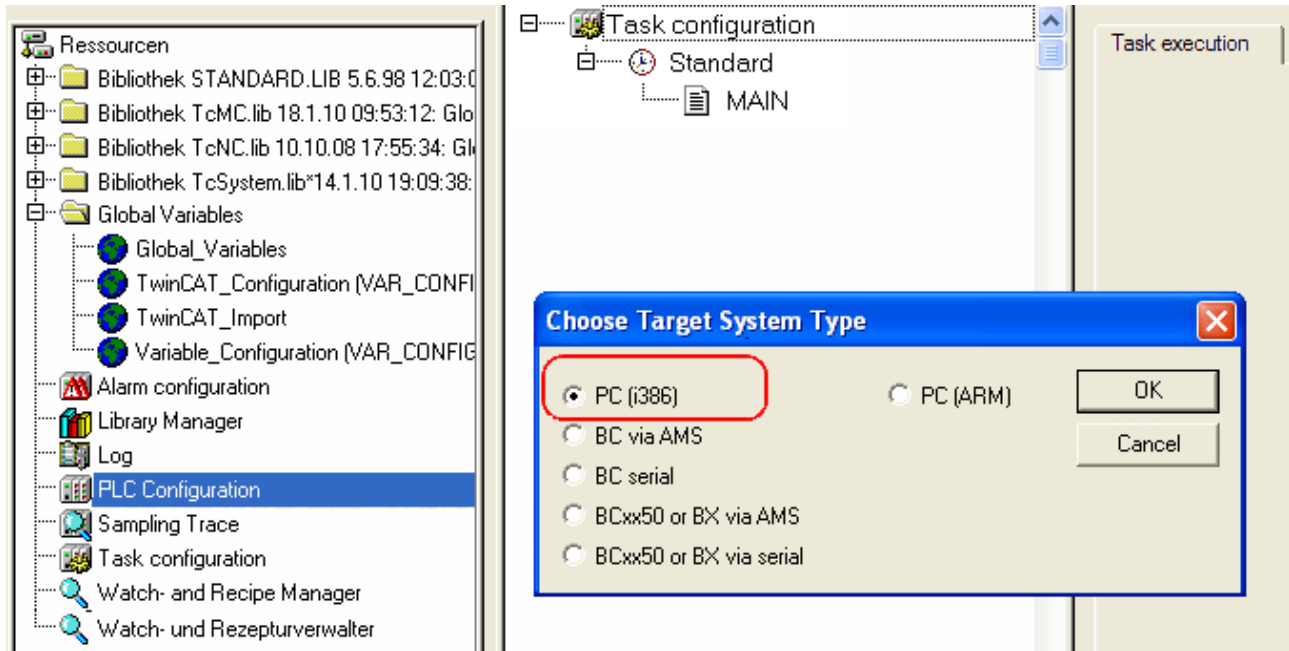 Ressourcen
Bibliothek STANDARD.LIB 5.6.98 12:03:0
Bibliothek TcMC.lib 18.1.10 09:53:12: Glo
Bibliothek TcNC.lib 10.10.08 17:55:34: Gl
Bibliothek TcSystem.lib*14.1.10 19:09:38:
Global Variables
Global_Variables
TwinCAT_Configuration (VAR_CONFI
TwinCAT_Import
Variable_Configuration (VAR_CONFIG
Alarm configuration
Library Manager
Log
PLC Configuration
Sampling Trace
Task configuration
Watch- and Recipe Manager
Watch- und Rezepturverwalter
Task configuration
Standard
MAIN
Task execution
Choose Target System Type
PC (i386)
PC (ARM)
BC via AMS
BC serial
BCxx50 or BX via AMS
BCxx50 or BX via serial
OK
Cancel